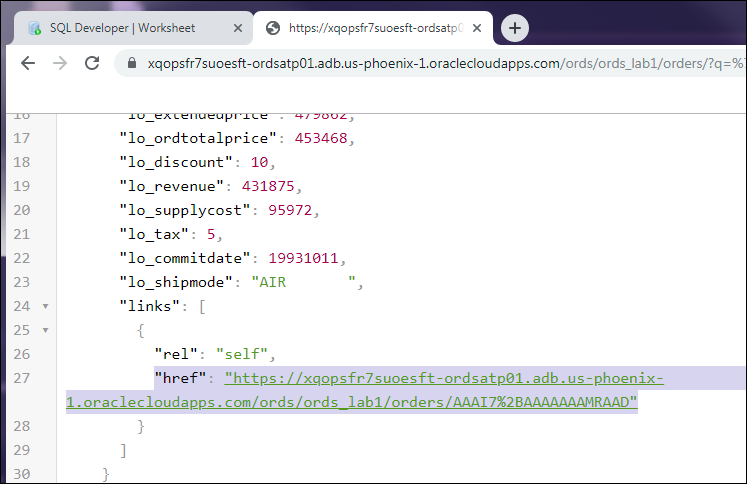 SQL Developer | Worksheet
https://xqopsfr7suoesft-ordsatp0
xqopsfr7suoesft-ordsatp01.adb.us-phoenix-1.oraclecloudapps.com/ords/ords_lab1/orders/?q=%
16 "lo_extendedprice": 479862,
17 "lo_ordtotalprice": 453468,
18 "lo_discount": 10,
19 "lo_revenue": 431875,
20 "lo_supplycost": 95972,
21 "lo_tax": 5,
22 "lo_commitdate": 19931011,
23 "lo_shipmode": "AIR       ",
24 "links": [
25 {
26 "rel": "self",
27 "href": "https://xqopsfr7suoesft-ordsatp01.adb.us-phoenix-
1.oraclecloudapps.com/ords/ords_lab1/orders/AAAI7%2BAAAAAAAMRAAD"
28 }
29 ]
30 }